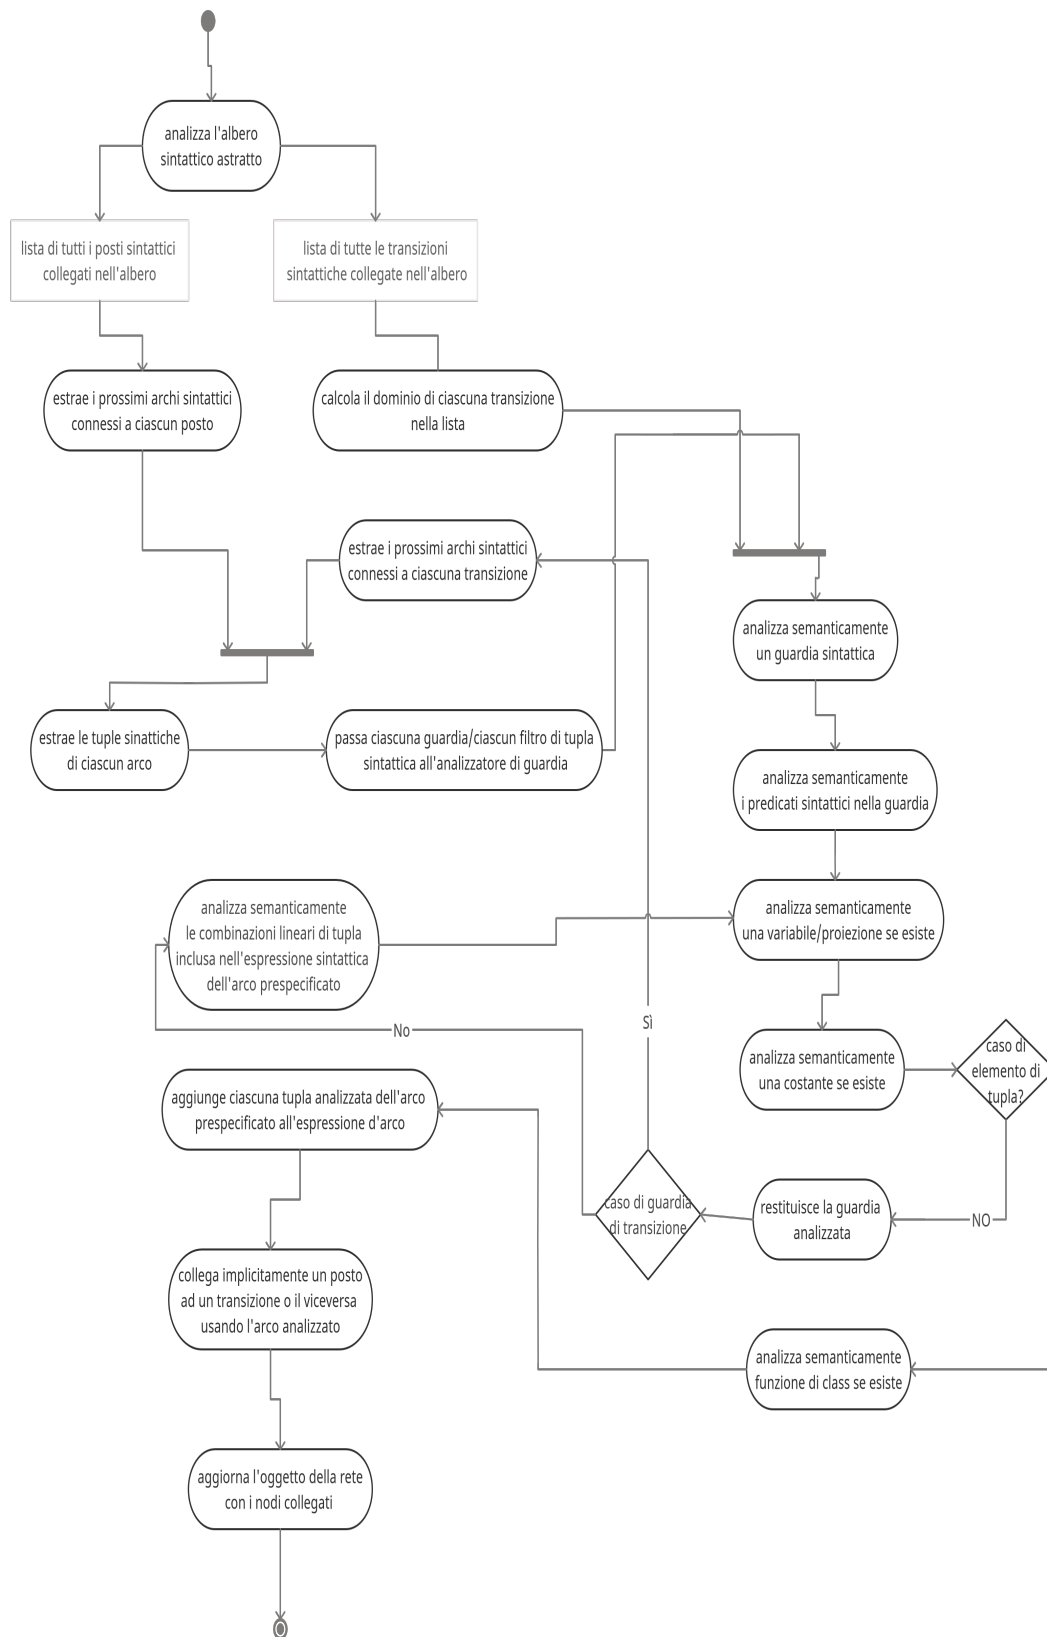 analizza l'albero
sintattico astratto
lista di tutti i posti sintattici
collegati nell'albero
lista di tutte le transizioni
sintattiche collegate nell'albero
estrae i prossimi archi sintattici
connessi a ciascun posto
calcola il dominio di ciascuna transizione
nella lista
estrae i prossimi archi sintattici
connessi a ciascuna transizione
analizza semanticamente
un guardia sintattica
estrae le tuple sinattiche
di ciascun arco
passa ciascuna guardia/ciascun filtro di tupla
sintattica all'analizzatore di guardia
analizza semanticamente
i predicati sintattici nella guardia
analizza semanticamente
le combinazioni lineari di tupla
inclusa nell'espressione sintattica
dell'arco prespecificato
analizza semanticamente
una variabile/proiezione se esiste
Sì
No
analizza semanticamente
una costante se esiste
caso di
elemento di
tupla?
aggiunge ciascuna tupla analizzata dell'arco
prespecificato all'espressione d'arco
caso di guardia
di transizione
restituisce la guardia
analizzata
NO
collega implicitamente un posto
ad un transizione o il viceversa
usando l'arco analizzato
analizza semanticamente
funzione di class se esiste
aggiorna l'oggetto della rete
con i nodi collegati